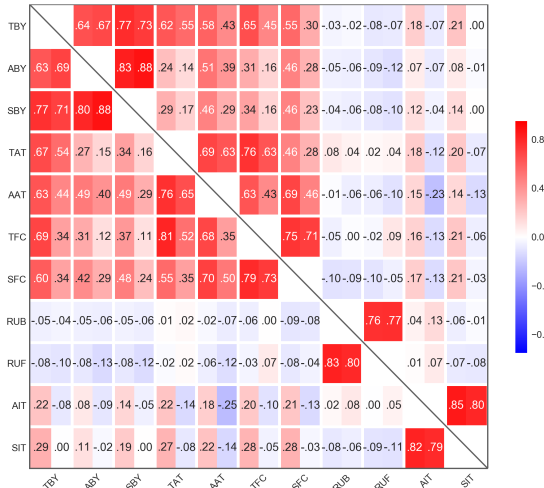 TBY .64 .67 .77 .73 .62 .55 .58 .43 .65 .46 .55 .30 -.03 -.02 -.08 -.07 .18 -.07 .21 .00
ABY .63 .69 .83 .88 .24 .14 .51 .39 .31 .16 .46 .28 -.05 -.06 -.09 -.12 .07 -.07 .08 -.01
SBY .77 .71 .80 .88 .29 .17 .46 .29 .34 .16 .46 .23 -.04 -.06 -.08 -.10 .12 -.04 .14 .00
TAT .67 .54 .27 .15 .34 .16 .69 .63 .76 .63 .46 .28 .08 .04 .02 .04 .18 -.12 .20 -.07
AAT .63 .44 .49 .40 .49 .29 .76 .65 .63 .43 .69 .46 -.01 -.06 -.06 -.06 .15 -.23 .14 -.13
TFC .69 .34 .31 .12 .37 .11 .81 .52 .68 .35 .75 .71 -.05 .00 -.02 .09 .16 -.13 .21 -.06
SFC .60 .34 .42 .29 .48 .24 .55 .35 .70 .50 .79 .73 -.10 -.09 -.10 -.05 .17 -.13 .21 -.03
RUB -.05 -.04 -.05 -.06 -.05 -.06 .01 .02 -.02 -.07 -.06 .00 -.09 -.08 .76 .77 .04 .13 -.06 -.01
RUF -.08 -.10 -.08 -.13 -.08 -.12 -.02 .02 -.06 -.12 -.03 .07 -.08 -.04 .83 .80 .01 .07 -.07 -.08
AIT .22 -.08 .08 -.09 .14 -.05 .22 -.14 .18 -.25 .20 -.10 .21 -.13 .02 .08 .00 .05 .85 .80
SIT .29 .00 .11 -.02 .19 .00 .27 -.08 .22 -.14 .28 -.05 .28 -.03 -.08 -.06 -.09 -.11 .82 .79
TBY ABY SBY TAT AAT TFC SFC RUB RUF AIT SIT
0.8
0.4
0.0
−0.
−0.